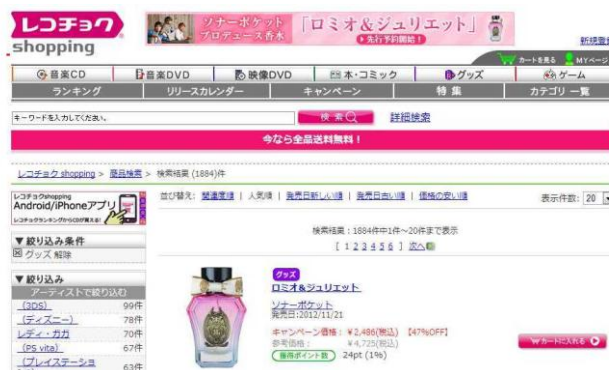 レコチョク
shopping
ソナーポケット
プロデュース香水
「ロミオ&ジュリエット」
先行予約開始！
カートを見る
MYページ
音楽CD
音楽DVD
映像DVD
本・コミック
グッズ
ゲーム
ランキング
リリースカレンダー
キャンペーン
特集
カテゴリ一覧
キーワードを入力してください。
検索
詳細検索
今なら全品送料無料！
レコチョク shopping > 商品検索 > 検索結果 (1884)件
レコチョクshopping
Android/iPhoneアプリ
並び替え: 関連度順 | 人気順 | 発売日新しい順 | 発売日古い順 | 価格の安い順
表示件数: 20
検索結果：1884件中1件～20件まで表示
[ 1 2 3 4 5 6 ] 次へ
▼絞り込み条件
グッズ 解除
▼絞り込み
アーティストで絞り込む
(3DS) 99件
(ディズニー) 78件
レディ・ガガ 70件
(PS vita) 67件
(プレイステーショ 63件
グッズ
ロミオ&ジュリエット
ソナーポケット
発売日:2012/11/21
キャンペーン価格：￥2,486(税込) 【47%OFF】
参考価格：￥4,725(税込)
獲得ポイント数 24pt (1%)
カートに入れる